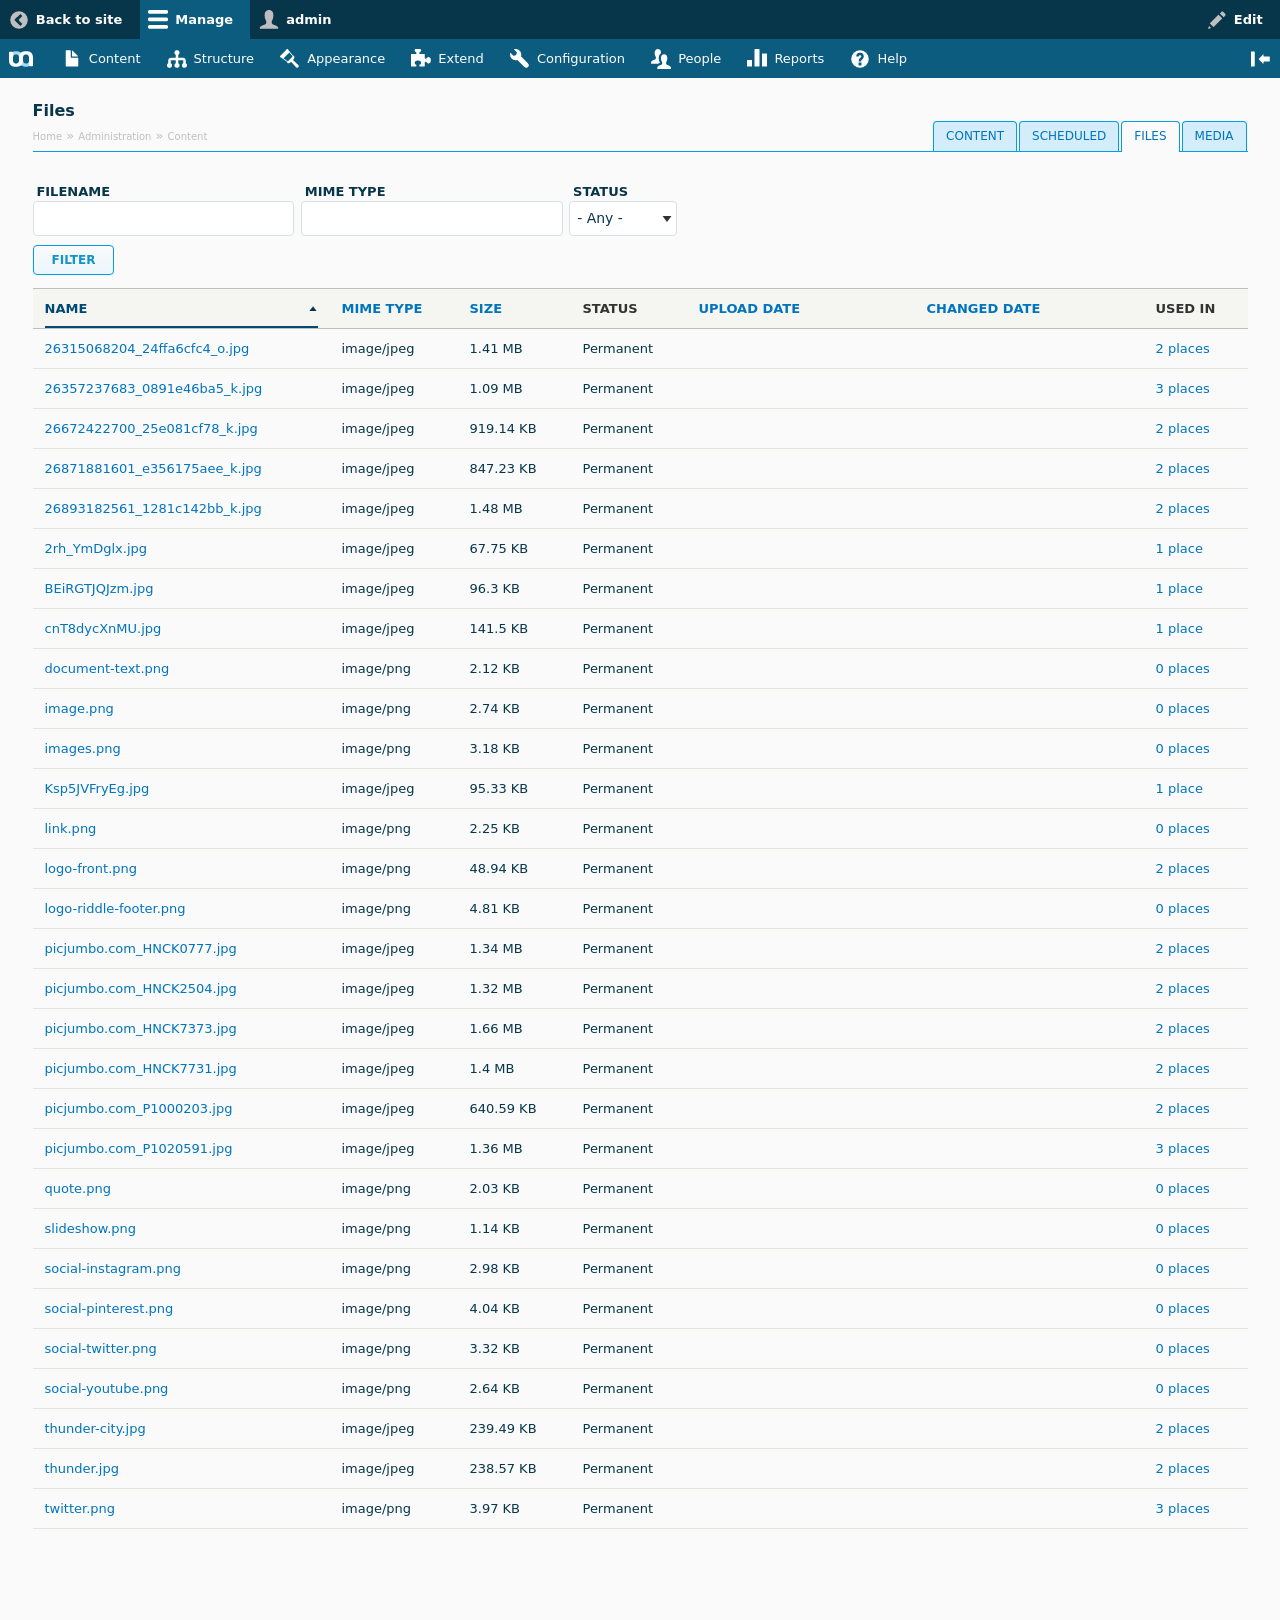 Back to site Manage admin Edit
Content Structure Appearance Extend Configuration People Reports Help
Files
Home » Administration » Content
CONTENT SCHEDULED FILES MEDIA
FILENAME MIME TYPE STATUS
- Any -
FILTER
NAME MIME TYPE SIZE STATUS UPLOAD DATE CHANGED DATE USED IN
26315068204_24ffa6cfc4_o.jpg image/jpeg 1.41 MB Permanent 2 places
26357237683_0891e46ba5_k.jpg image/jpeg 1.09 MB Permanent 3 places
26672422700_25e081cf78_k.jpg image/jpeg 919.14 KB Permanent 2 places
26871881601_e356175aee_k.jpg image/jpeg 847.23 KB Permanent 2 places
26893182561_1281c142bb_k.jpg image/jpeg 1.48 MB Permanent 2 places
2rh_YmDglx.jpg image/jpeg 67.75 KB Permanent 1 place
BEiRGTJQJzm.jpg image/jpeg 96.3 KB Permanent 1 place
cnT8dycXnMU.jpg image/jpeg 141.5 KB Permanent 1 place
document-text.png image/png 2.12 KB Permanent 0 places
image.png image/png 2.74 KB Permanent 0 places
images.png image/png 3.18 KB Permanent 0 places
Ksp5JVFryEg.jpg image/jpeg 95.33 KB Permanent 1 place
link.png image/png 2.25 KB Permanent 0 places
logo-front.png image/png 48.94 KB Permanent 2 places
logo-riddle-footer.png image/png 4.81 KB Permanent 0 places
picjumbo.com_HNCK0777.jpg image/jpeg 1.34 MB Permanent 2 places
picjumbo.com_HNCK2504.jpg image/jpeg 1.32 MB Permanent 2 places
picjumbo.com_HNCK7373.jpg image/jpeg 1.66 MB Permanent 2 places
picjumbo.com_HNCK7731.jpg image/jpeg 1.4 MB Permanent 2 places
picjumbo.com_P1000203.jpg image/jpeg 640.59 KB Permanent 2 places
picjumbo.com_P1020591.jpg image/jpeg 1.36 MB Permanent 3 places
quote.png image/png 2.03 KB Permanent 0 places
slideshow.png image/png 1.14 KB Permanent 0 places
social-instagram.png image/png 2.98 KB Permanent 0 places
social-pinterest.png image/png 4.04 KB Permanent 0 places
social-twitter.png image/png 3.32 KB Permanent 0 places
social-youtube.png image/png 2.64 KB Permanent 0 places
thunder-city.jpg image/jpeg 239.49 KB Permanent 2 places
thunder.jpg image/jpeg 238.57 KB Permanent 2 places
twitter.png image/png 3.97 KB Permanent 3 places